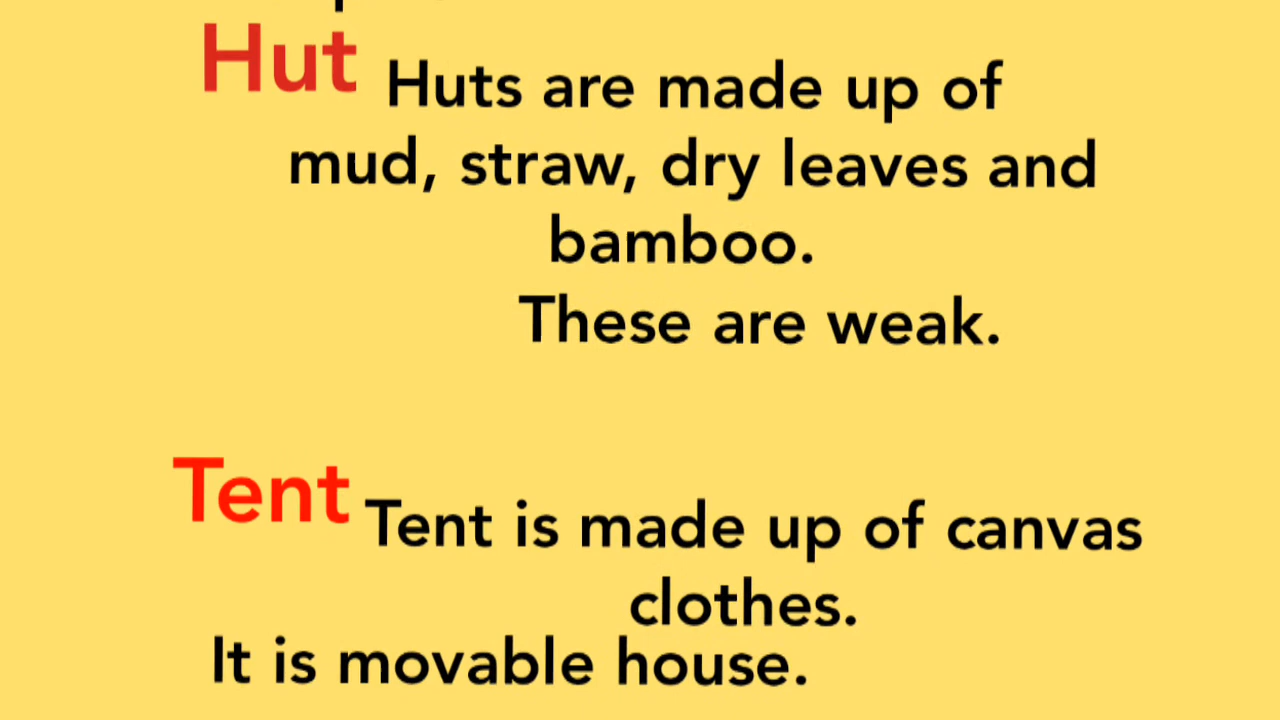 Hut Huts are made up of
mud, straw, dry leaves and
bamboo.
These are weak.
Tent Tent is made up of canvas
clothes.
It is movable house.